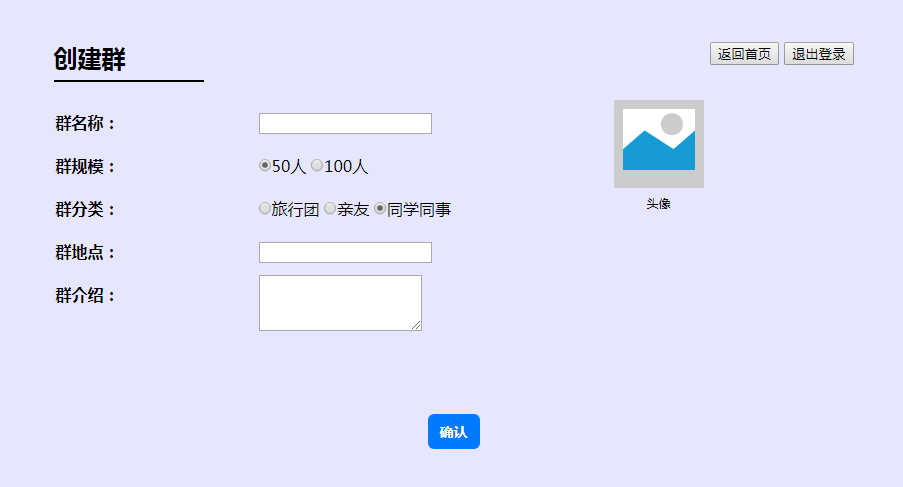 创建群
返回首页 退出登录
群名称：
群规模： 50人 100人
群分类： 旅行团 亲友 同学同事
头像
群地点：
群介绍：
确认